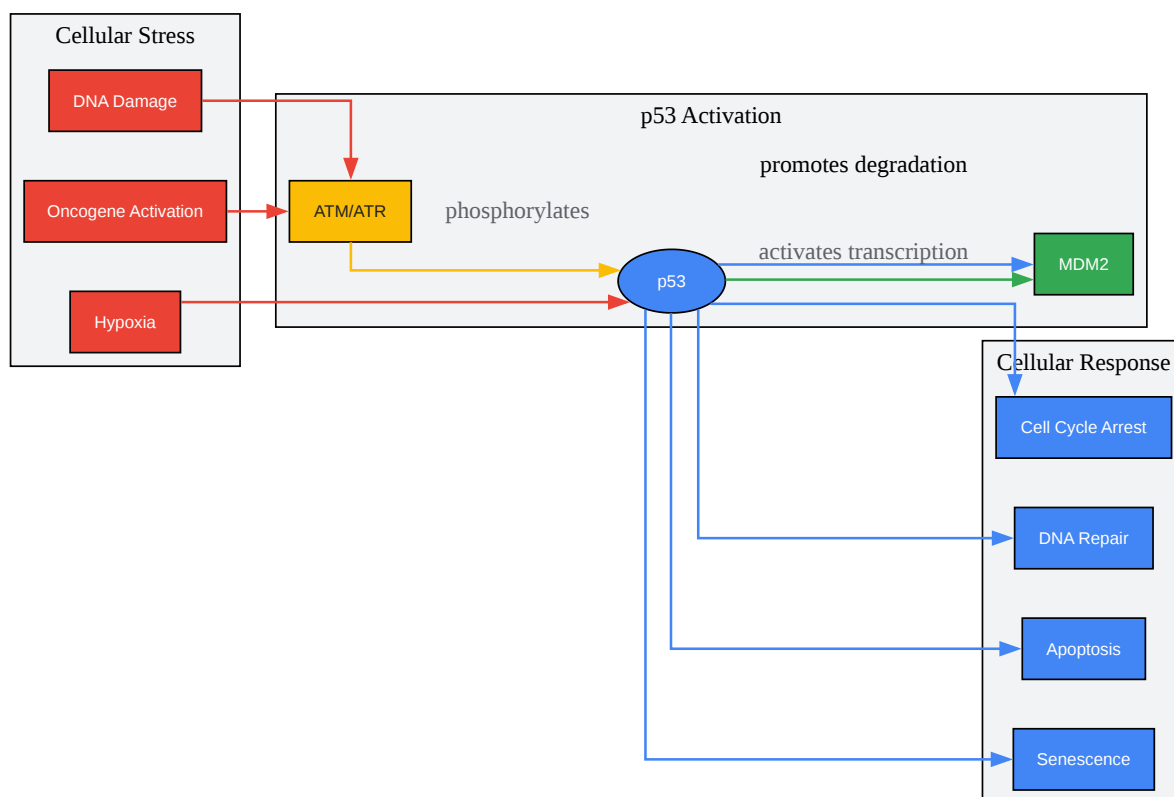 Cellular Stress
DNA Damage
Oncogene Activation
Hypoxia
p53 Activation
promotes degradation
ATM/ATR
phosphorylates
activates transcription
p53
MDM2
Cellular Response
Cell Cycle Arrest
DNA Repair
Apoptosis
Senescence